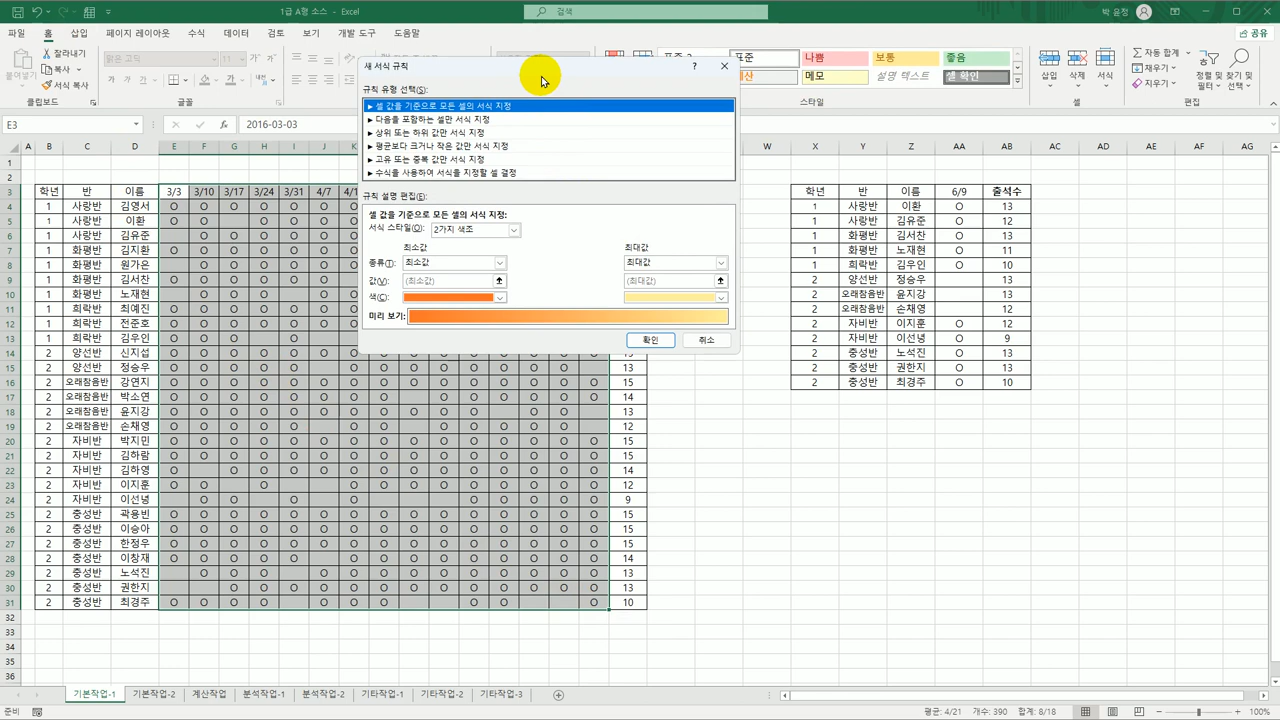 1급 A형 소스 - Excel
검색
박 윤정
파일 홈 삽입 페이지 레이아웃 수식 데이터 검토 보기 개발 도구 도움말
공유
붙여넣기 잘라내기 복사 서식 복사
맑은 고딕 11
표준 나쁨 보통 좋음
메모 설명 텍스트 셀 확인
삽입 삭제 서식
자동 합계 채우기 지우기
정렬 및 찾기 및
필터 선택
클립보드 글꼴 스타일 셀 편집
E3 2016-03-03
새 서식 규칙
규칙 유형 선택(S):
► 셀 값을 기준으로 모든 셀의 서식 지정
► 다음을 포함하는 셀만 서식 지정
► 상위 또는 하위 값만 서식 지정
► 평균보다 크거나 작은 값만 서식 지정
► 고유 또는 중복 값만 서식 지정
► 수식을 사용하여 서식을 지정할 셀 결정
규칙 설명 편집(E):
셀 값을 기준으로 모든 셀의 서식 지정:
서식 스타일(O): 2가지 색조
최소값 최대값
종류(T): 최소값 최대값
값(V): (최소값) (최대값)
색(C):
미리 보기:
확인 취소
B C D E F G H I J K W X Y Z AA AB AC AD AE AF AG
학년 반 이름 3/3 3/10 3/17 3/24 3/31 4/7
1 사랑반 김영서
1 사랑반 이환
1 사랑반 김유준
1 화평반 김지환
1 화평반 원가은
1 화평반 김서찬
1 화평반 노재현
1 희락반 최예진
1 희락반 전준호
1 희락반 김우인
2 양선반 신지섭
2 양선반 정승우 13
2 오래참음반 강연지 15
2 오래참음반 박소연 14
2 오래참음반 윤지강 13
2 오래참음반 손채영 12
2 자비반 박지민 15
2 자비반 김하람 15
2 자비반 김하영 14
2 자비반 이지훈 12
2 자비반 이선녕 9
2 충성반 곽용빈 15
2 충성반 이승아 15
2 충성반 한정우 15
2 충성반 이창재 14
2 충성반 노석진 13
2 충성반 권한지 13
2 충성반 최경주 10
학년 반 이름 6/9 출석수
1 사랑반 이환 O 13
1 사랑반 김유준 O 12
1 화평반 김서찬 O 13
1 화평반 노재현 O 11
1 희락반 김우인 O 10
2 양선반 정승우 13
2 오래참음반 윤지강 13
2 오래참음반 손채영 12
2 자비반 이지훈 O 12
2 자비반 이선녕 O 9
2 충성반 노석진 O 13
2 충성반 권한지 O 13
2 충성반 최경주 O 10
기본작업-1 기본작업-2 계산작업 분석작업-1 분석작업-2 기타작업-1 기타작업-2 기타작업-3
준비
평균: 4/21 개수: 390 합계: 8/18 100%